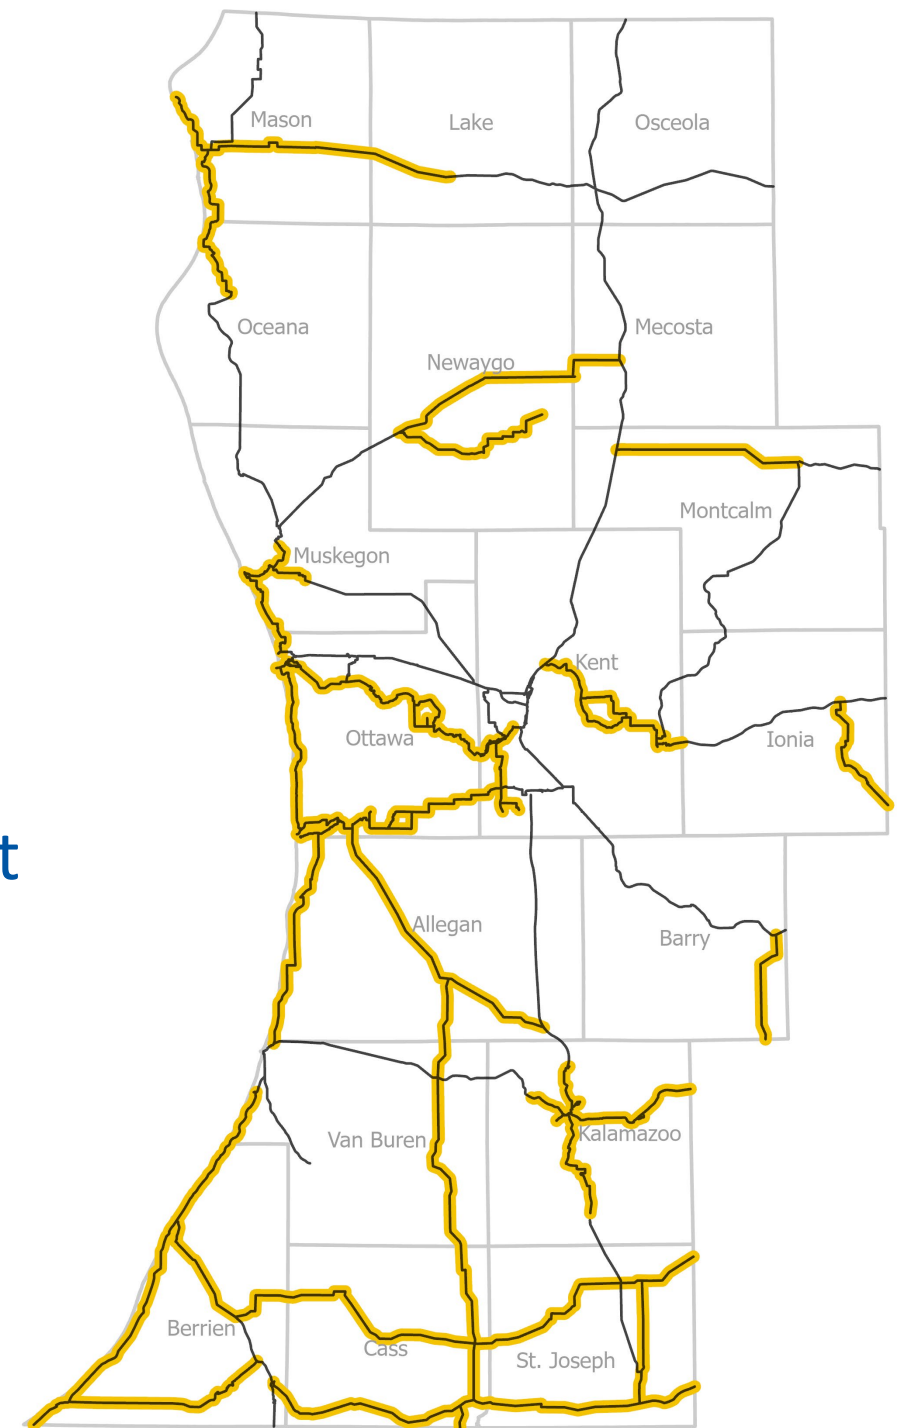 Mason
Lake
Osceola
Oceana
Mecosta
Newaygo
Montcalm
Muskegon
Kent
Ottawa
Ionia
t
Allegan
Barry
Van Buren
Kalamazoo
Berrien
Cass
St. Joseph